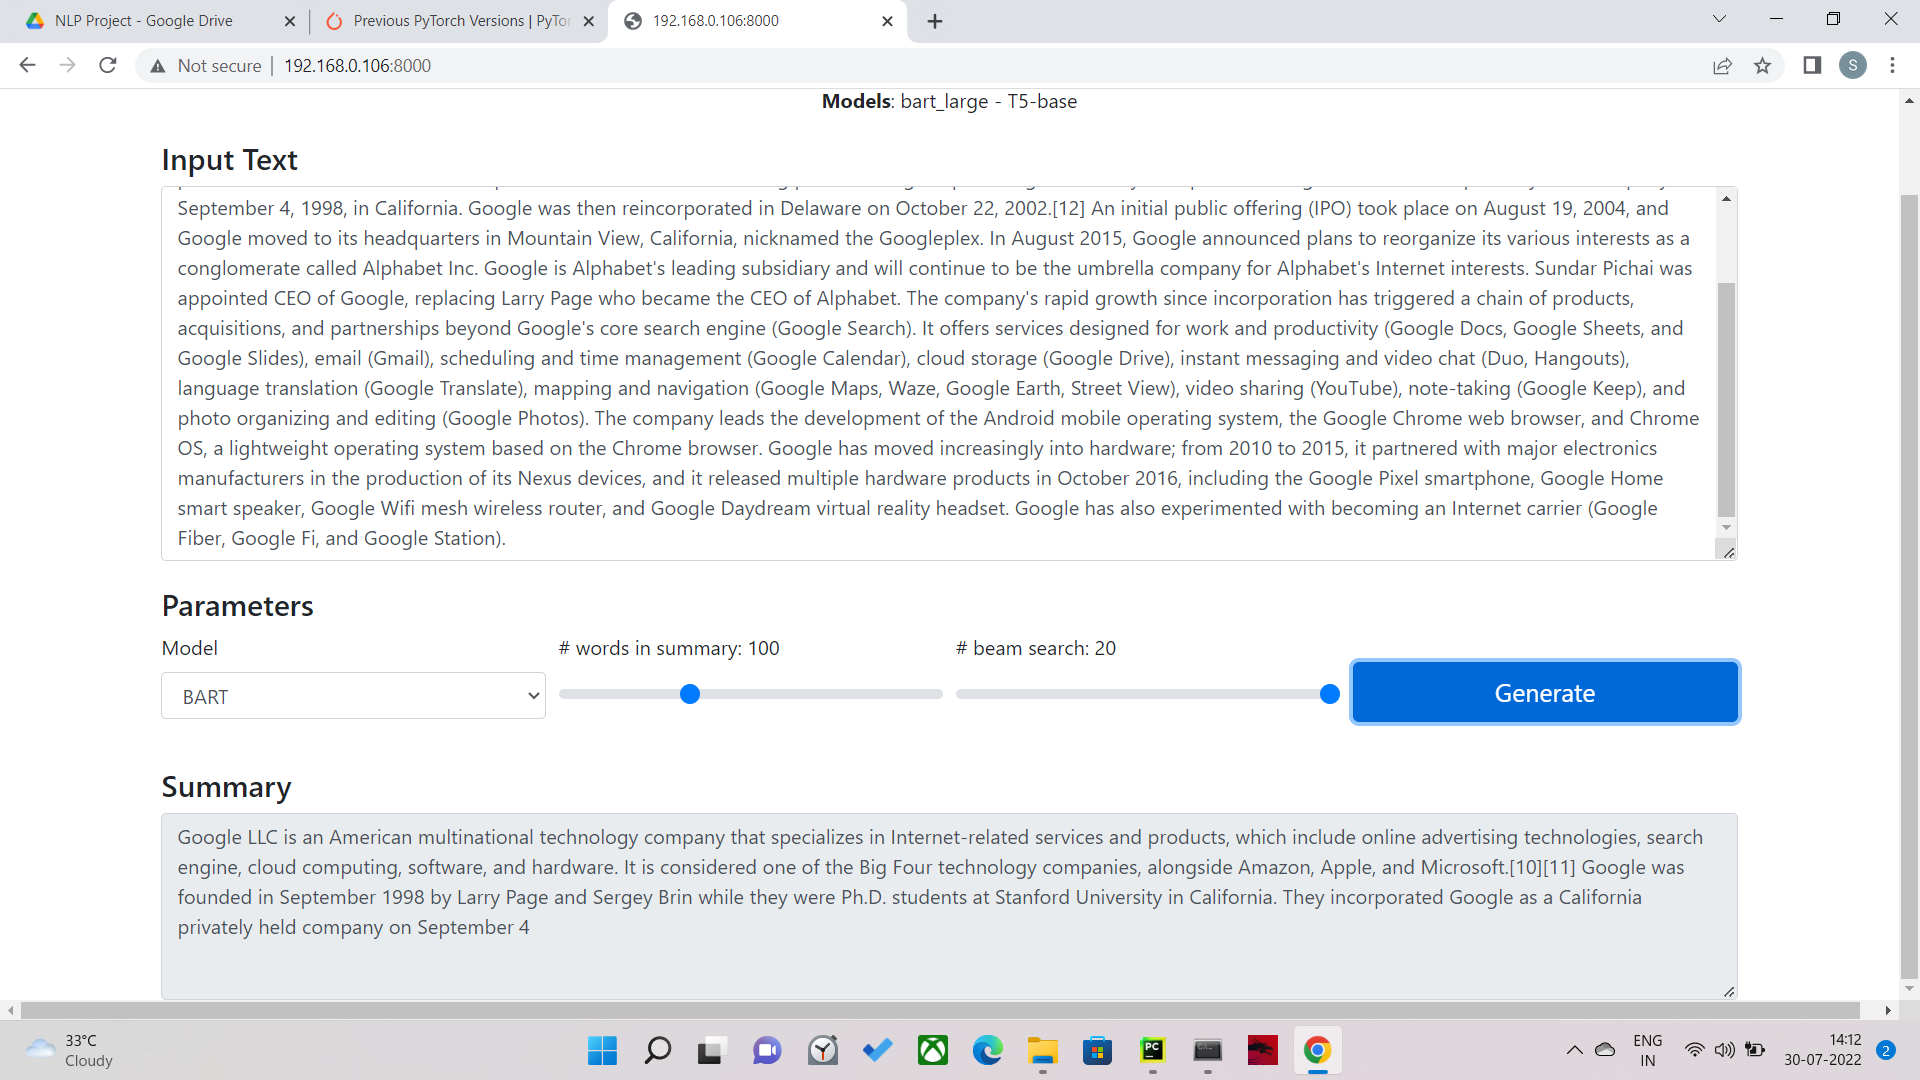 NLP Project - Google Drive
Previous PyTorch Versions | PyTor
192.168.0.106:8000
Not secure
192.168.0.106:8000
S
Models: bart_large - T5-base
Input Text
September 4, 1998, in California. Google was then reincorporated in Delaware on October 22, 2002.[12] An initial public offering (IPO) took place on August 19, 2004, and
Google moved to its headquarters in Mountain View, California, nicknamed the Googleplex. In August 2015, Google announced plans to reorganize its various interests as a
conglomerate called Alphabet Inc. Google is Alphabet's leading subsidiary and will continue to be the umbrella company for Alphabet's Internet interests. Sundar Pichai was
appointed CEO of Google, replacing Larry Page who became the CEO of Alphabet. The company's rapid growth since incorporation has triggered a chain of products,
acquisitions, and partnerships beyond Google's core search engine (Google Search). It offers services designed for work and productivity (Google Docs, Google Sheets, and
Google Slides), email (Gmail), scheduling and time management (Google Calendar), cloud storage (Google Drive), instant messaging and video chat (Duo, Hangouts),
language translation (Google Translate), mapping and navigation (Google Maps, Waze, Google Earth, Street View), video sharing (YouTube), note-taking (Google Keep), and
photo organizing and editing (Google Photos). The company leads the development of the Android mobile operating system, the Google Chrome web browser, and Chrome
OS, a lightweight operating system based on the Chrome browser. Google has moved increasingly into hardware; from 2010 to 2015, it partnered with major electronics
manufacturers in the production of its Nexus devices, and it released multiple hardware products in October 2016, including the Google Pixel smartphone, Google Home
smart speaker, Google Wifi mesh wireless router, and Google Daydream virtual reality headset. Google has also experimented with becoming an Internet carrier (Google
Fiber, Google Fi, and Google Station).
Parameters
Model
# words in summary: 100
# beam search: 20
BART
Generate
Summary
Google LLC is an American multinational technology company that specializes in Internet-related services and products, which include online advertising technologies, search
engine, cloud computing, software, and hardware. It is considered one of the Big Four technology companies, alongside Amazon, Apple, and Microsoft.[10][11] Google was
founded in September 1998 by Larry Page and Sergey Brin while they were Ph.D. students at Stanford University in California. They incorporated Google as a California
privately held company on September 4
33°C
Cloudy
PC
ENG
IN
14:12
30-07-2022
2